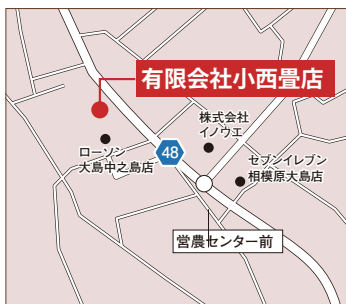 有限会社小西畳店
株式会社
イノウエ
ローソン
大島中之島店
48
セブンイレブン
相模原大島店
営農センター前